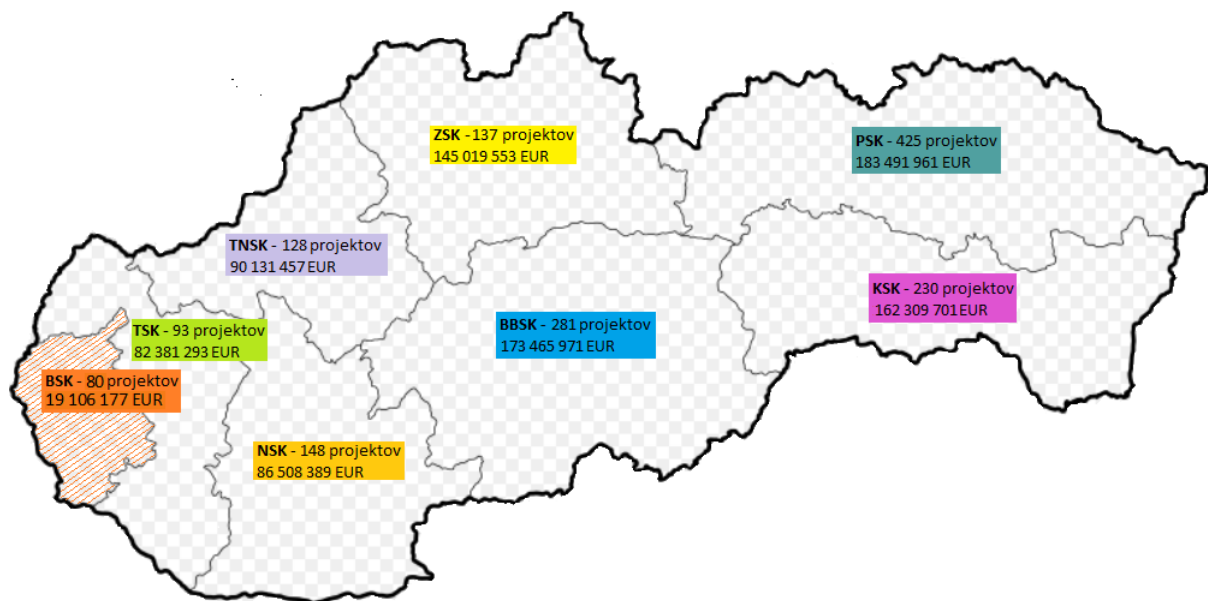 ZSK - 137 projektov
145 019 553 EUR
PSK - 425 projektov
183 491 961 EUR
TNSK - 128 projektov
90 131 457 EUR
KSK - 230 projektov
162 309 701 EUR
TSK - 93 projektov
82 381 293 EUR
BBSK - 281 projektov
173 465 971 EUR
BSK - 80 projektov
19 106 177 EUR
NSK - 148 projektov
86 508 389 EUR